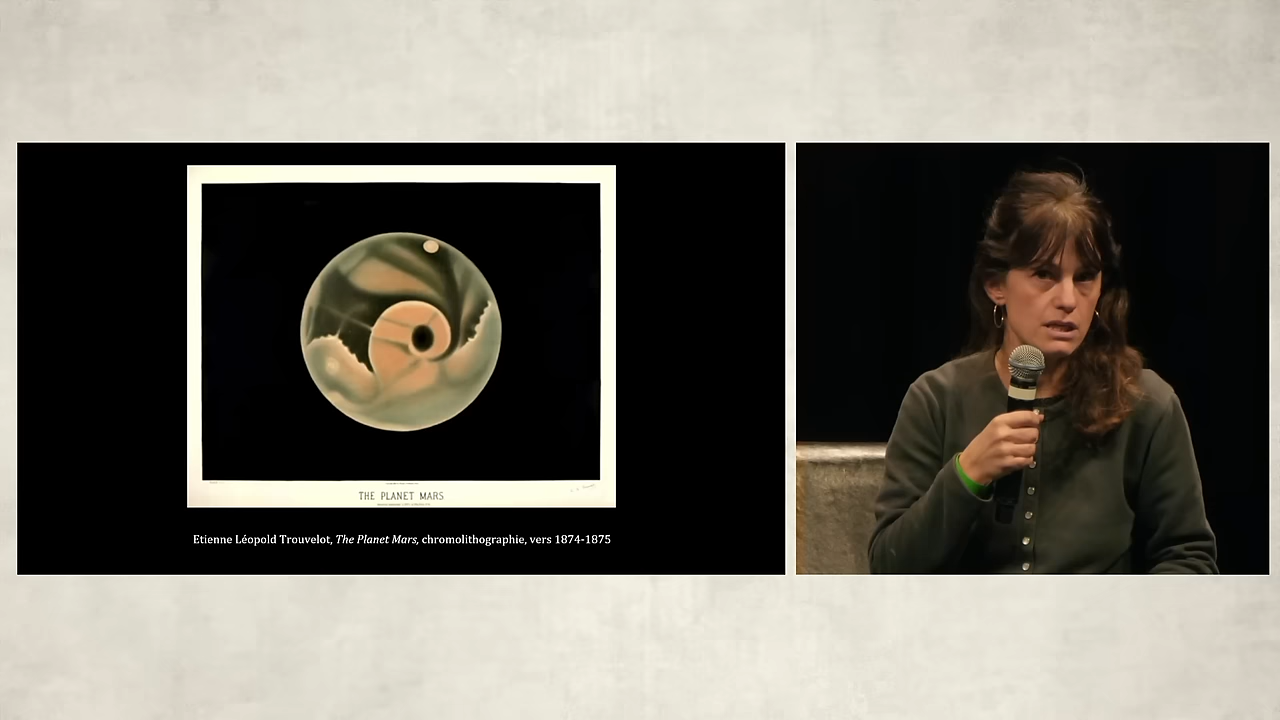 THE PLANET MARS
Etienne Léopold Trouvelot, The Planet Mars, chromolithographie, vers 1874-1875